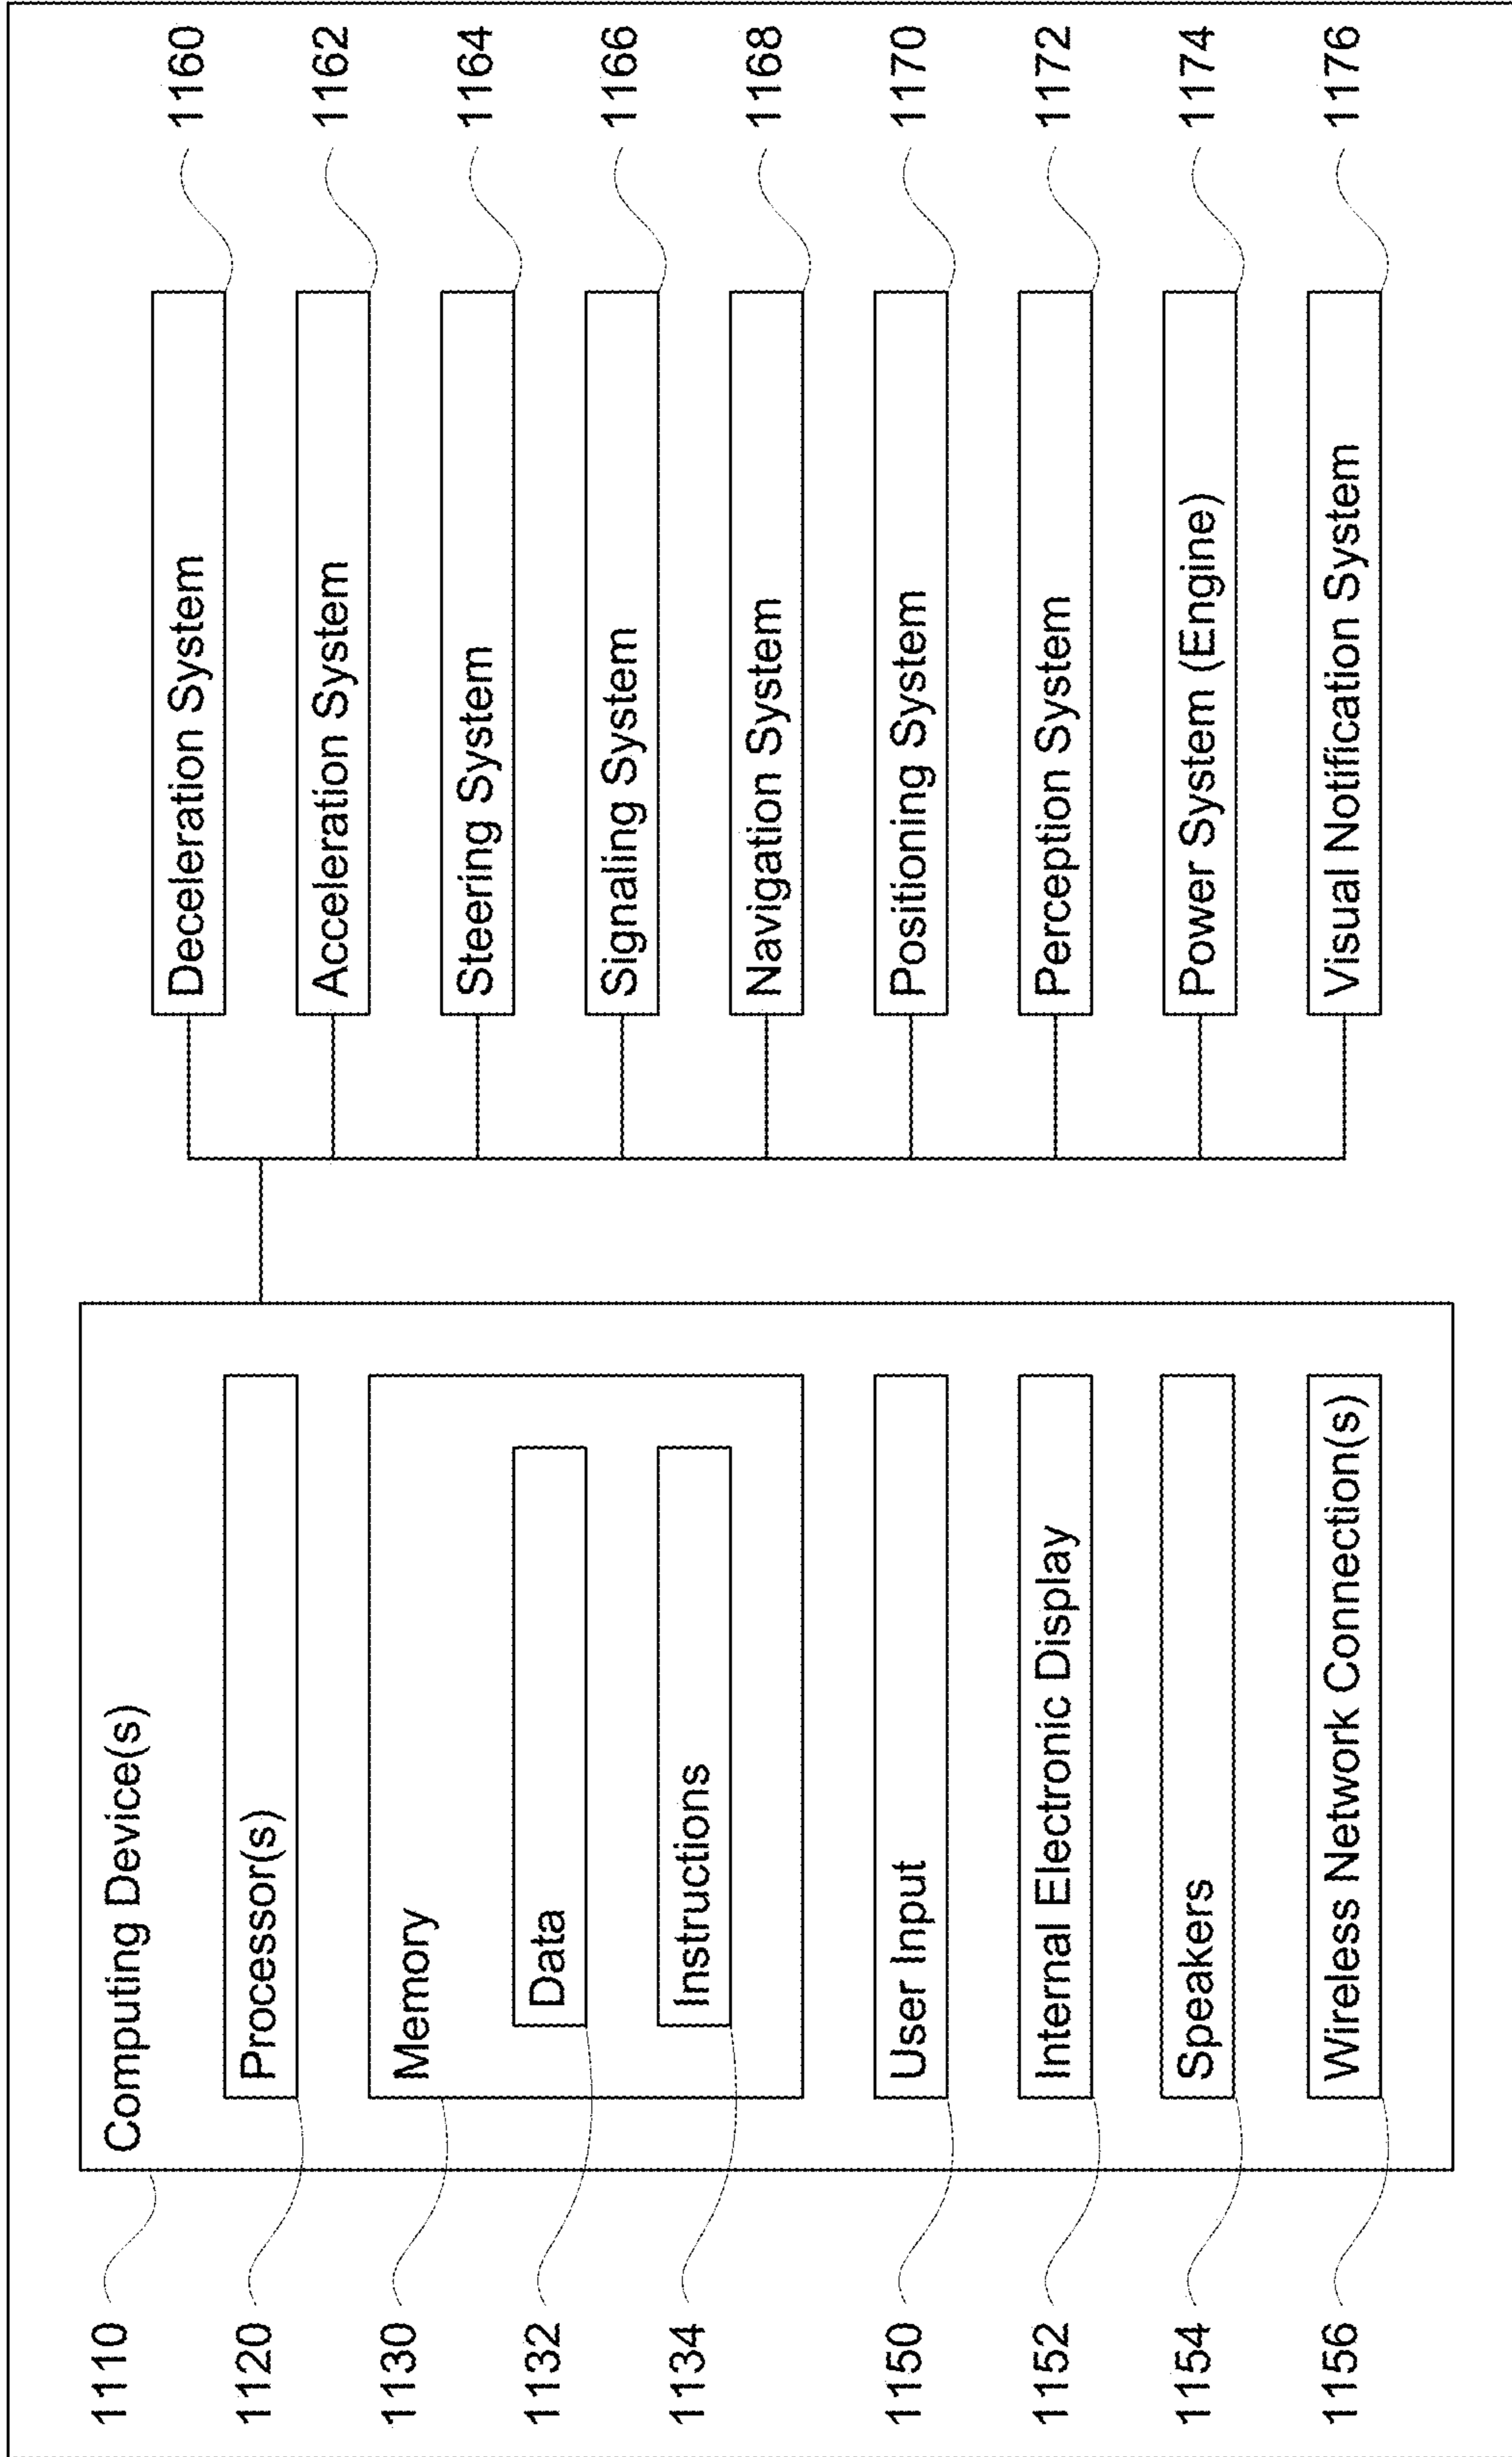 1110
Computing Device(s)
1120
Processor(s)
1130
Memory
1132
Data
1134
Instructions
1150
User Input
1152
Internal Electronic Display
1154
Speakers
1156
Wireless Network Connection(s)
Deceleration System
1160
Acceleration System
1162
Steering System
1164
Signaling System
1166
Navigation System
1168
Positioning System
1170
Perception System
1172
Power System (Engine)
1174
Visual Notification System
1176